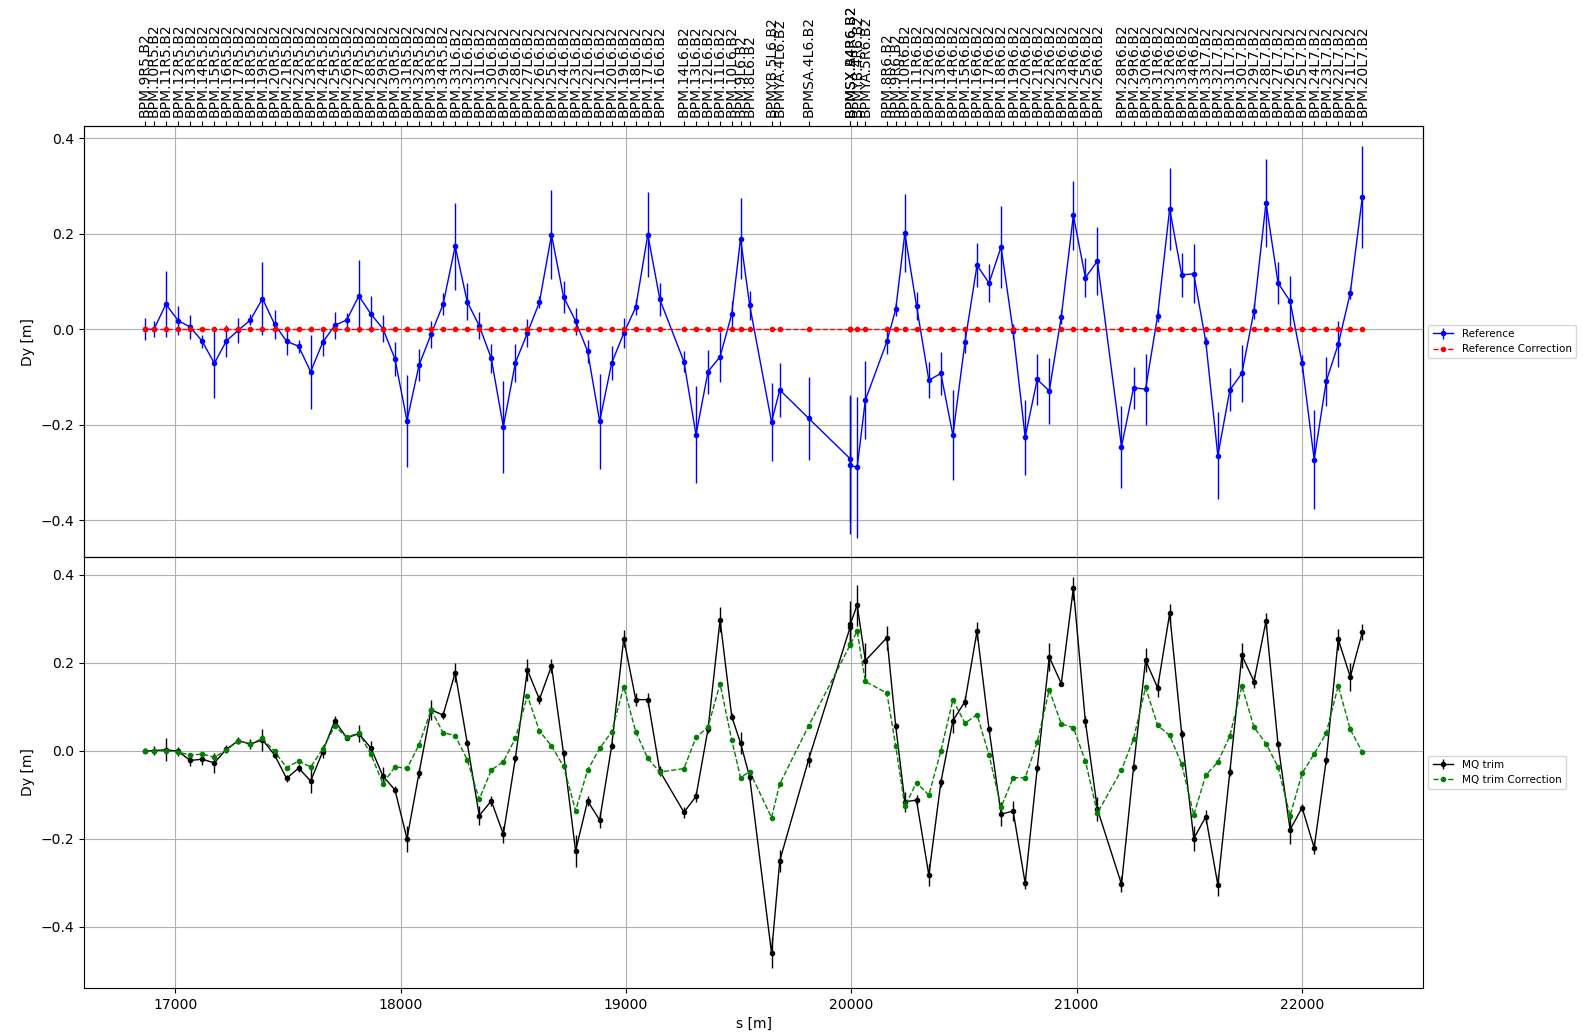 BPM.9R5.B2
BPM.10R5.B2
BPM.11R5.B2
BPM.12R5.B2
BPM.13R5.B2
BPM.14R5.B2
BPM.15R5.B2
BPM.16R5.B2
BPM.17R5.B2
BPM.18R5.B2
BPM.19R5.B2
BPM.20R5.B2
BPM.21R5.B2
BPM.22R5.B2
BPM.23R5.B2
BPM.24R5.B2
BPM.25R5.B2
BPM.26R5.B2
BPM.27R5.B2
BPM.28R5.B2
BPM.29R5.B2
BPM.30R5.B2
BPM.31R5.B2
BPM.32R5.B2
BPM.33R5.B2
BPM.34R5.B2
BPM.33L6.B2
BPM.32L6.B2
BPM.31L6.B2
BPM.30L6.B2
BPM.29L6.B2
BPM.28L6.B2
BPM.27L6.B2
BPM.26L6.B2
BPM.25L6.B2
BPM.24L6.B2
BPM.23L6.B2
BPM.22L6.B2
BPM.21L6.B2
BPM.20L6.B2
BPM.19L6.B2
BPM.18L6.B2
BPM.17L6.B2
BPM.16L6.B2
BPM.14L6.B2
BPM.13L6.B2
BPM.12L6.B2
BPM.11L6.B2
BPM.10L6.B2
BPM.9L6.B2
BPM.8L6.B2
BPMYB.5L6.B2
BPMYA.4L6.B2
BPMSA.4L6.B2
BPMYA.5R6.B2
BPM.8R6.B2
BPM.9R6.B2
BPM.10R6.B2
BPM.11R6.B2
BPM.12R6.B2
BPM.13R6.B2
BPM.14R6.B2
BPM.15R6.B2
BPM.16R6.B2
BPM.17R6.B2
BPM.18R6.B2
BPM.19R6.B2
BPM.20R6.B2
BPM.21R6.B2
BPM.22R6.B2
BPM.23R6.B2
BPM.24R6.B2
BPM.25R6.B2
BPM.26R6.B2
BPM.28R6.B2
BPM.29R6.B2
BPM.30R6.B2
BPM.31R6.B2
BPM.32R6.B2
BPM.33R6.B2
BPM.34R6.B2
BPM.33L7.B2
BPM.32L7.B2
BPM.31L7.B2
BPM.30L7.B2
BPM.29L7.B2
BPM.28L7.B2
BPM.27L7.B2
BPM.26L7.B2
BPM.25L7.B2
BPM.24L7.B2
BPM.23L7.B2
BPM.22L7.B2
BPM.21L7.B2
BPM.20L7.B2
0.4
0.2
0.0
−0.2
−0.4
Dy [m]
Reference
Reference Correction
0.4
0.2
0.0
−0.2
−0.4
Dy [m]
MQ trim
MQ trim Correction
17000
18000
19000
20000
21000
22000
s [m]